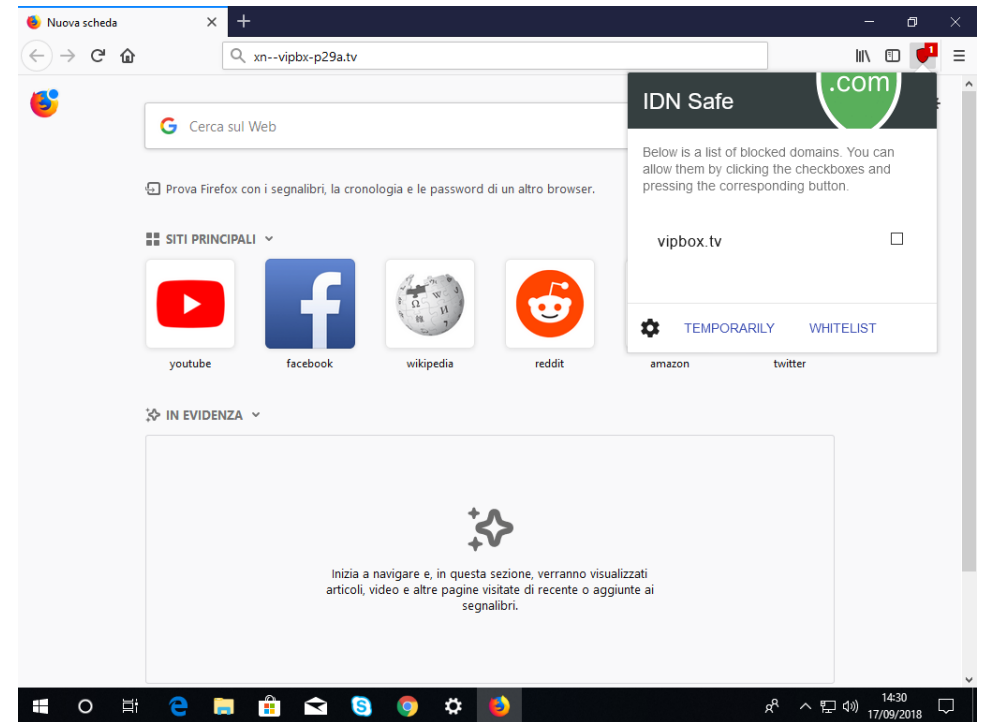 Nuova scheda
xn--vipbx-p29a.tv
1
IDN Safe
.com
Cerca sul Web
Below is a list of blocked domains. You can
allow them by clicking the checkboxes and
pressing the corresponding button.
Prova Firefox con i segnalibri, la cronologia e le password di un altro browser.
vipbox.tv
SITI PRINCIPALI
TEMPORARILY WHITELIST
youtube facebook wikipedia reddit amazon twitter
IN EVIDENZA
Inizia a navigare e, in questa sezione, verranno visualizzati
articoli, video e altre pagine visitate di recente o aggiunte ai
segnalibri.
14:30
17/09/2018